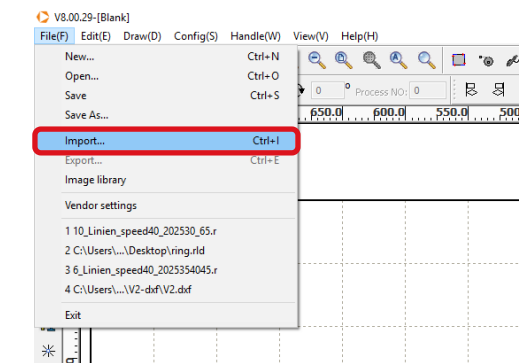 V8.00.29-[Blank]
File(F) Edit(E) Draw(D) Config(S) Handle(W) View(V) Help(H)
New... Ctrl+N
Open... Ctrl+O
Save Ctrl+S
Save As...
0 ° Process NO: 0
Import... Ctrl+I
650.0 600.0 550.0 500
Export... Ctrl+E
Image library
Vendor settings
1 10_Linien_speed40_202530_65.r
2 C:\Users\...\Desktop\ring.rld
3 6_Linien_speed40_2025354045.r
4 C:\Users\...\V2-dxf\V2.dxf
Exit